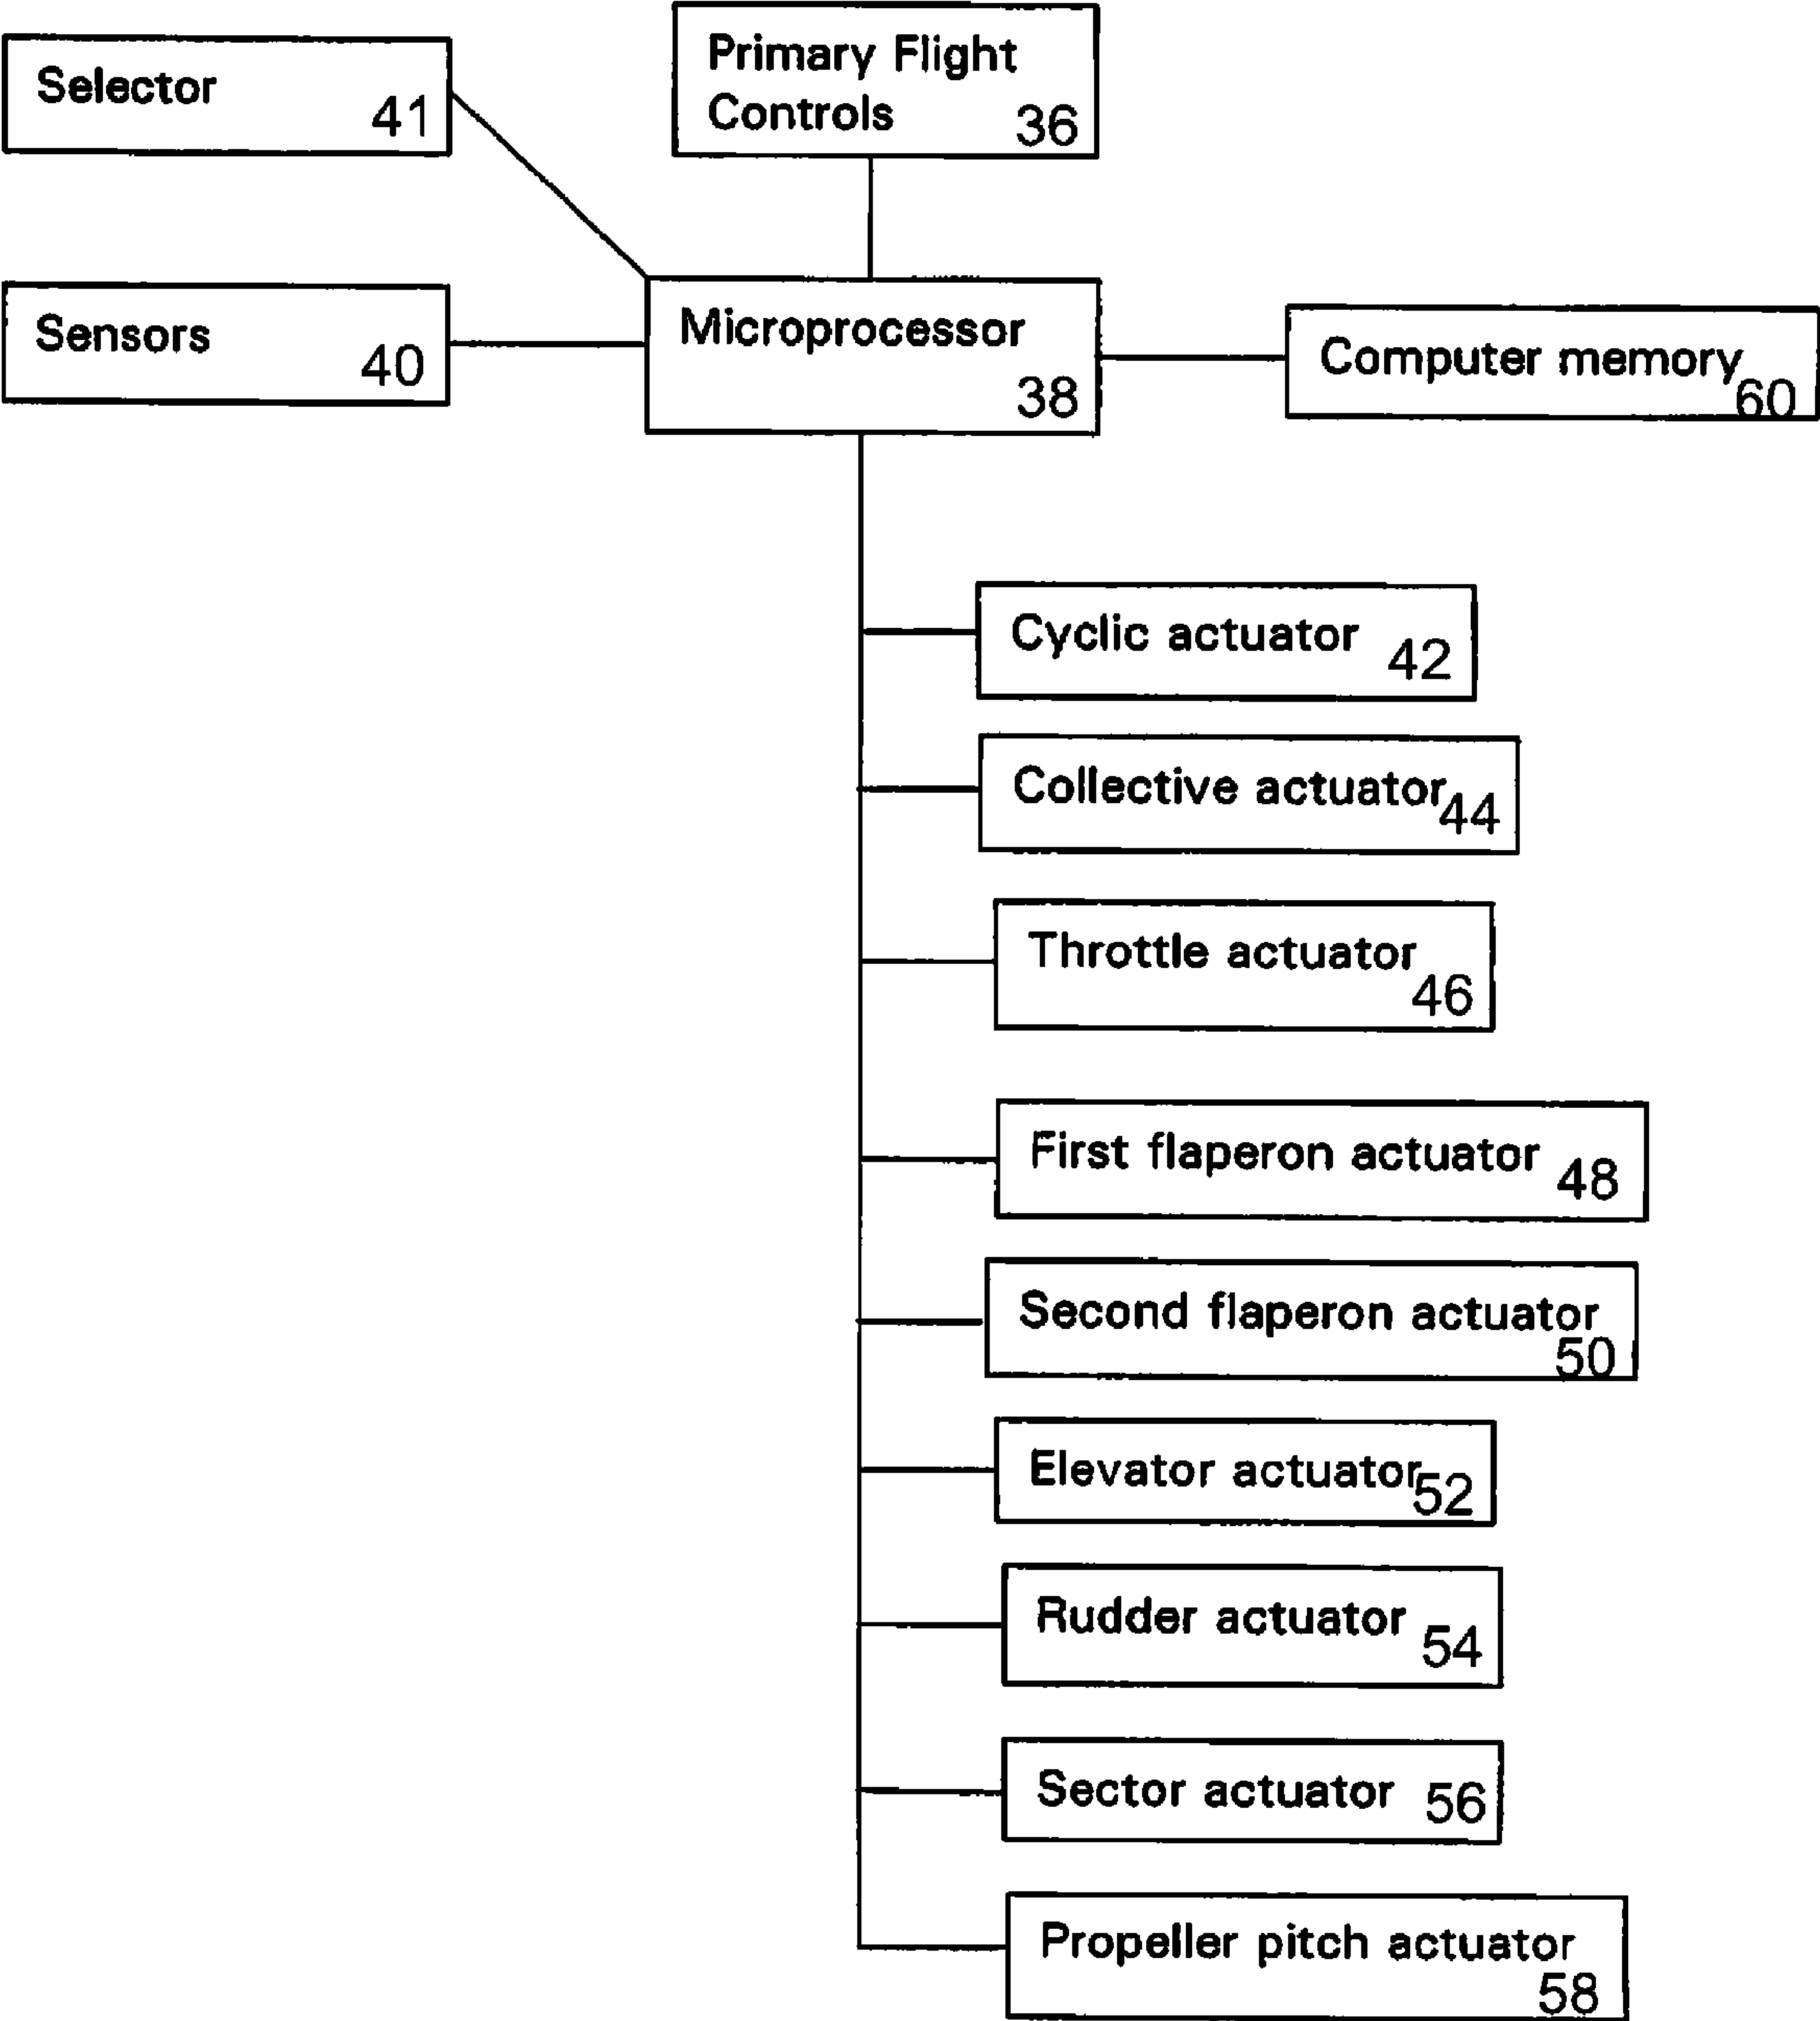 Primary Flight
Controls 36
Selector
41
Sensors
40
Microprocessor
38
Computer memory
60
Cyclic actuator 42
Collective actuator 44
Throttle actuator
46
First flaperon actuator 48
Second flaperon actuator
50
Elevator actuator 52
Rudder actuator 54
Sector actuator 56
Propeller pitch actuator
58